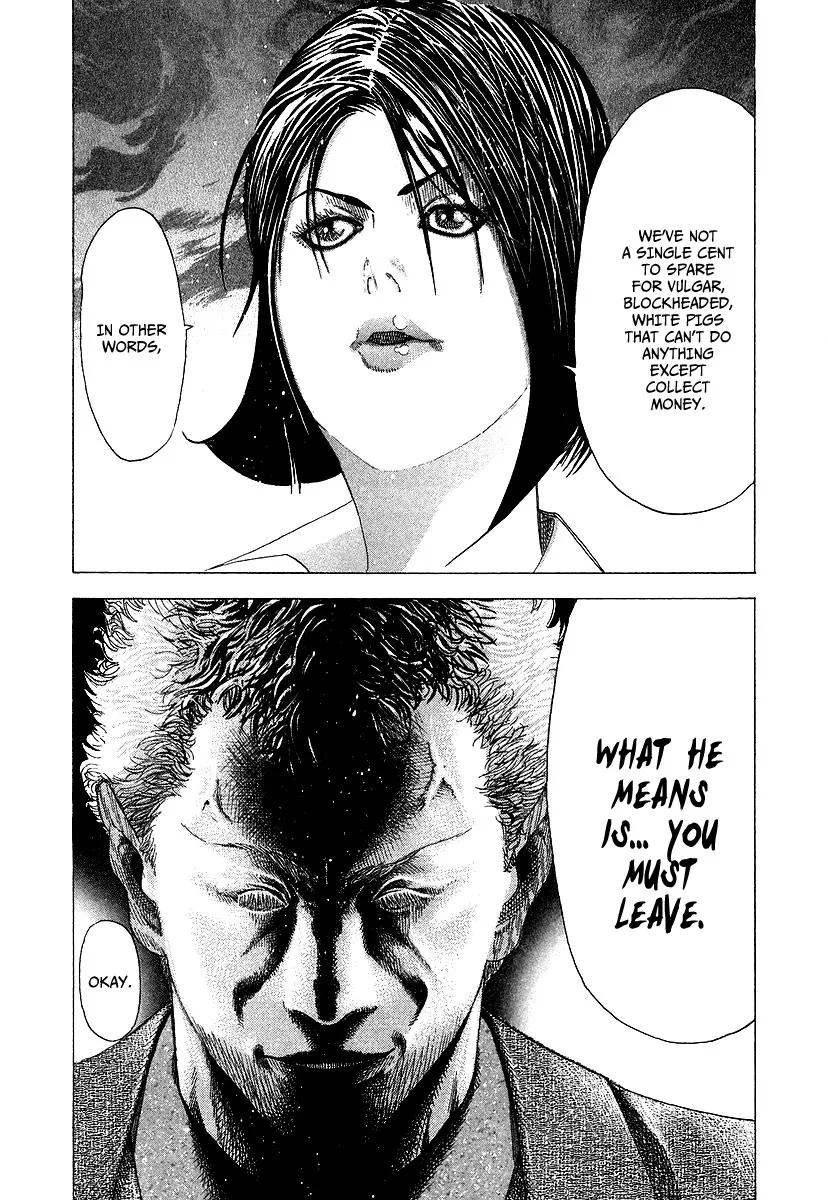 WE'VE NOT
A SINGLE CENT
TO SPARE
FOR VULGAR,
BLOCKHEADED,
WHITE PIGS
THAT CAN'T DO
ANYTHING
EXCEPT
COLLECT
MONEY.
IN OTHER
WORDS,
WHAT HE
MEANS
IS... YOU
MUST
LEAVE.
OKAY.